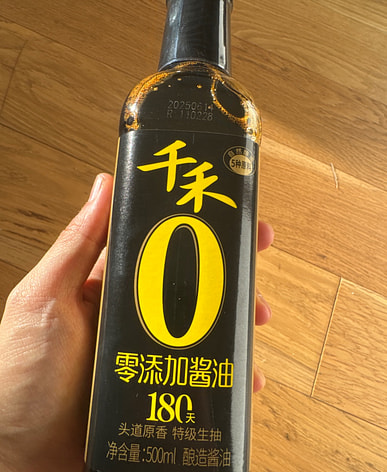 R 110228
千禾
0
零添加酱油
180天
头道原香 特级生抽
净含量:500ml 酿造酱油